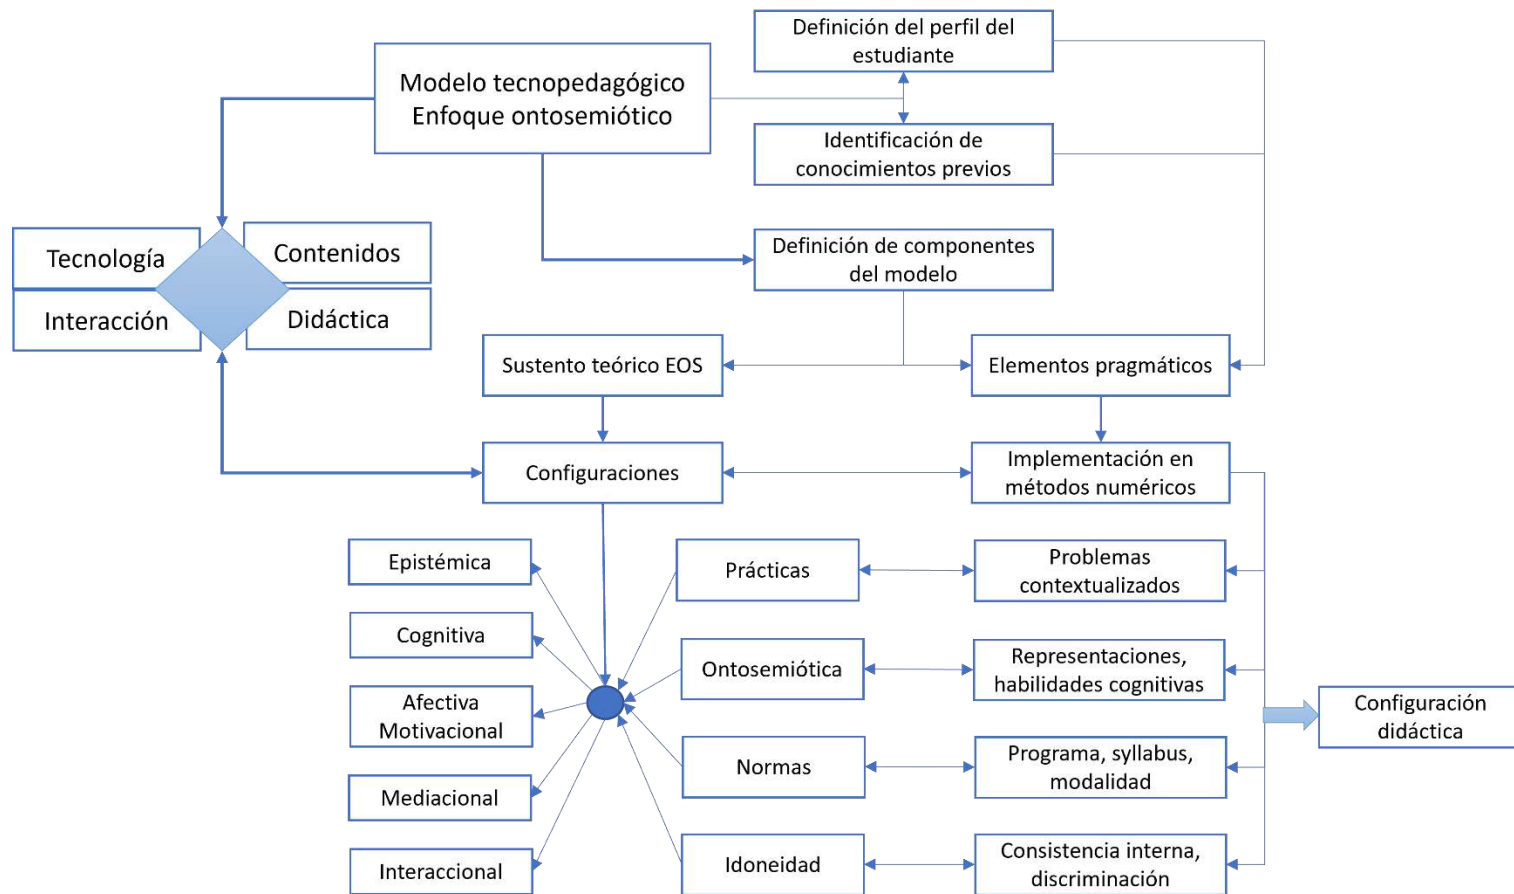 Definición del perfil del
estudiante
Modelo tecnopedagógico
Enfoque ontosemiótico
Identificación de
conocimientos previos
Tecnología
Contenidos
Interacción
Didáctica
Definición de componentes
del modelo
Sustento teórico EOS
Elementos pragmáticos
Configuraciones
Implementación en
métodos numéricos
Epistémica
Prácticas
Problemas
contextualizados
Cognitiva
Ontosemiótica
Representaciones,
habilidades cognitivas
Afectiva
Motivacional
Configuración
didáctica
Normas
Programa, syllabus,
modalidad
Mediacional
Interaccional
Idoneidad
Consistencia interna,
discriminación